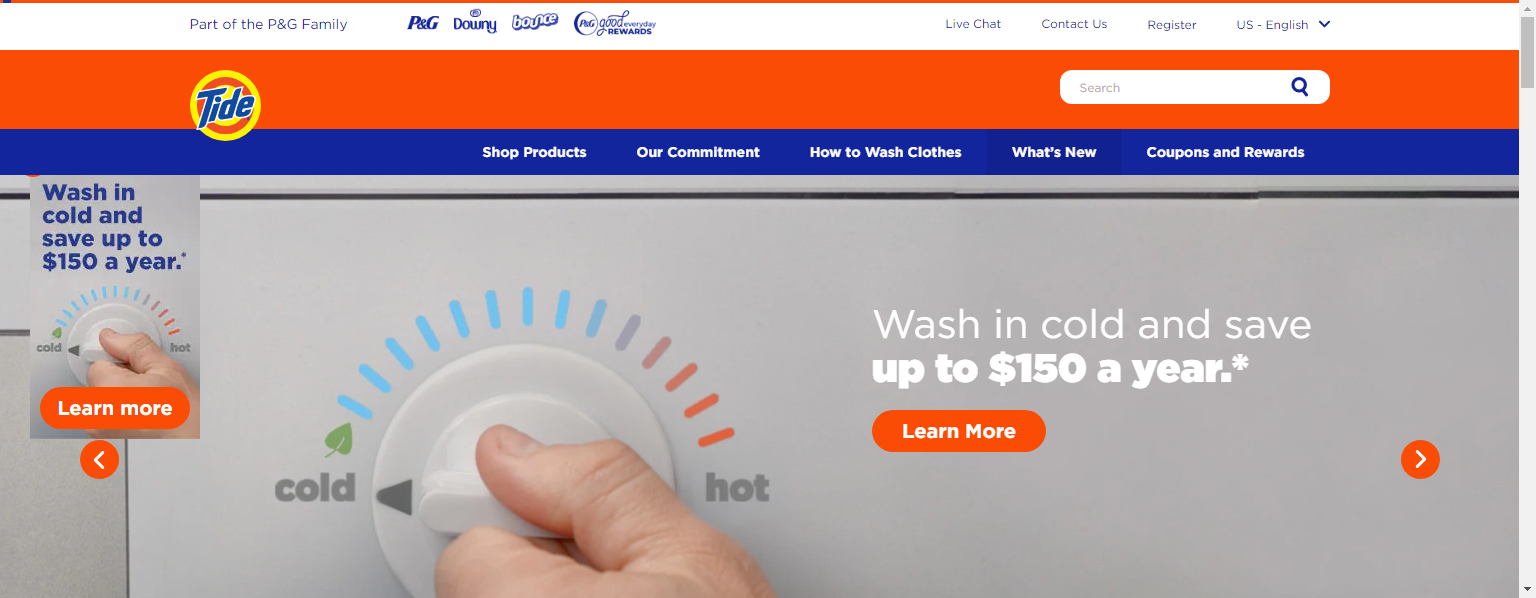 Part of the P&G Family
P&G
Downy
bounce
P&G good everyday
REWARDS
Live Chat
Contact Us
Register
US - English
Tide
Search
Shop Products
Our Commitment
How to Wash Clothes
What's New
Coupons and Rewards
Wash in
cold and
save up to
$150 a year.*
cold
hot
Learn more
Wash in cold and save
up to $150 a year.*
Learn More
cold
hot